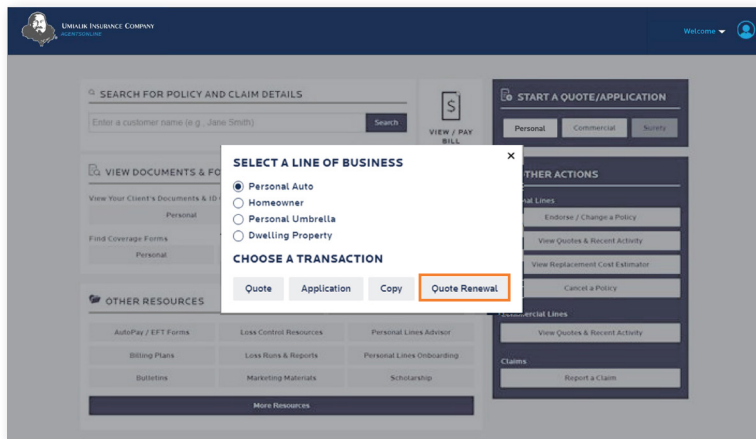 UMIALIK INSURANCE COMPANY
AGENTSONLINE
Welcome
SEARCH FOR POLICY AND CLAIM DETAILS
Enter a customer name (e.g., Jane Smith)
Search
VIEW / PAY
BILL
START A QUOTE/APPLICATION
Personal Commercial Surety
VIEW DOCUMENTS & FO
View Your Client's Documents & ID
Personal
Find Coverage Forms
Personal
SELECT A LINE OF BUSINESS
Personal Auto
Homeowner
Personal Umbrella
Dwelling Property
CHOOSE A TRANSACTION
Quote Application Copy Quote Renewal
THER ACTIONS
nal Lines
Endorse / Change a Policy
View Quotes & Recent Activity
View Replacement Cost Estimator
Cancel a Policy
Commercial Lines
View Quotes & Recent Activity
Claims
Report a Claim
OTHER RESOURCES
AutoPay / EFT Forms Loss Control Resources Personal Lines Advisor
Billing Plans Loss Runs & Reports Personal Lines Onboarding
Bulletins Marketing Materials Scholarship
More Resources